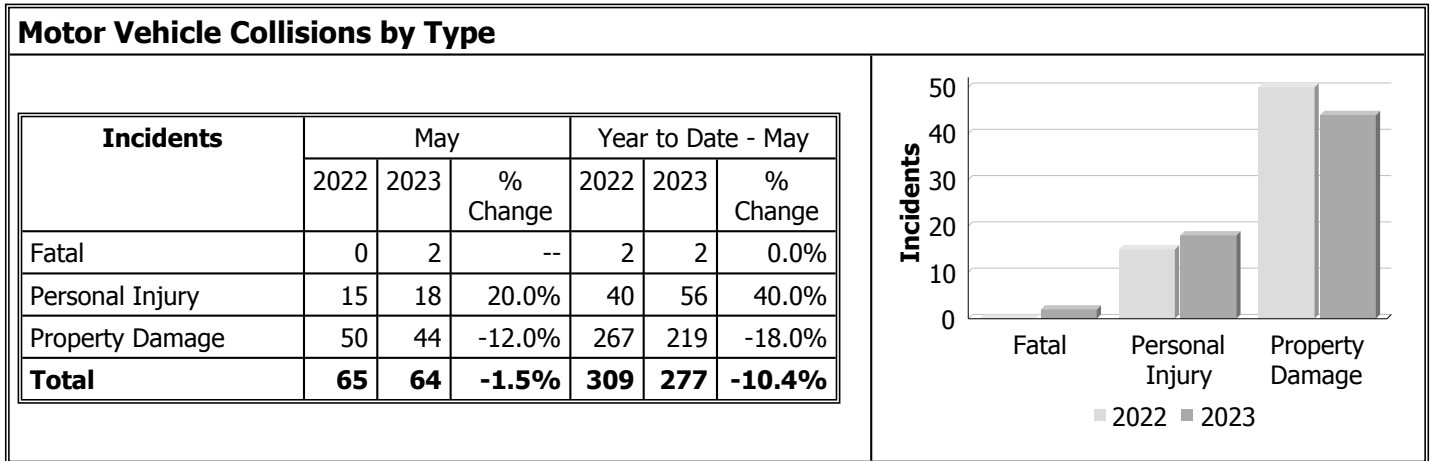 Motor Vehicle Collisions by Type
Incidents May Year to Date - May
2022 2023 % Change 2022 2023 % Change
Fatal 0 2 -- 2 2 0.0%
Personal Injury 15 18 20.0% 40 56 40.0%
Property Damage 50 44 -12.0% 267 219 -18.0%
Total 65 64 -1.5% 309 277 -10.4%
Incidents
50
40
30
20
10
0
Fatal Personal Property
Injury Damage
2022 2023